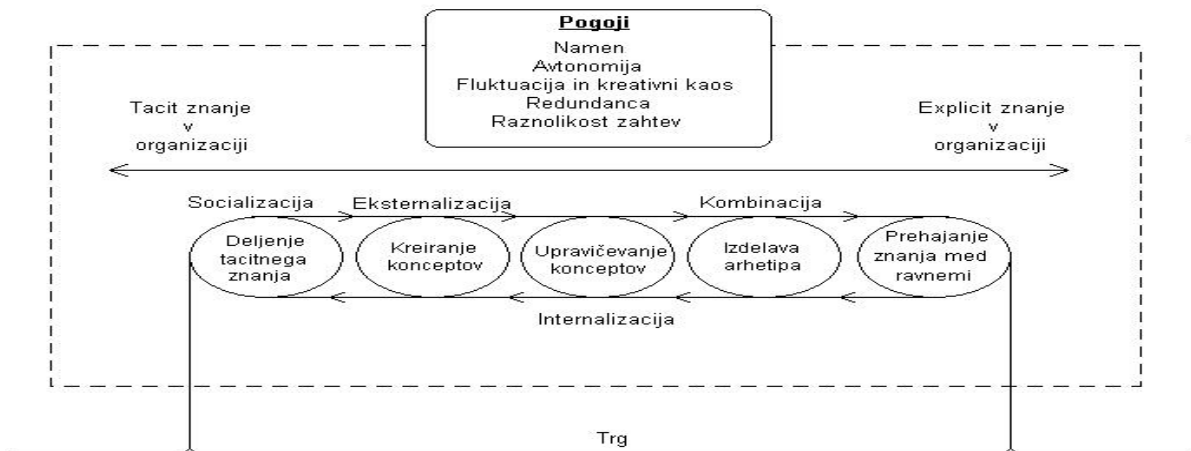 Pogoji
Namen
Avtonomija
Fluktuacija in kreativni kaos
Redundanca
Raznolikost zahtev
Tacit znanje
v
organizaciji
Explicit znanje
v
organizaciji
Socializacija
Eksternalizacija
Kombinacija
Deljenje
tacitnega
znanja
Kreiranje
konceptov
Upravičevanje
konceptov
Izdelava
arhetipa
Prehajanje
znanja med
ravnemi
Internalizacija
Trg